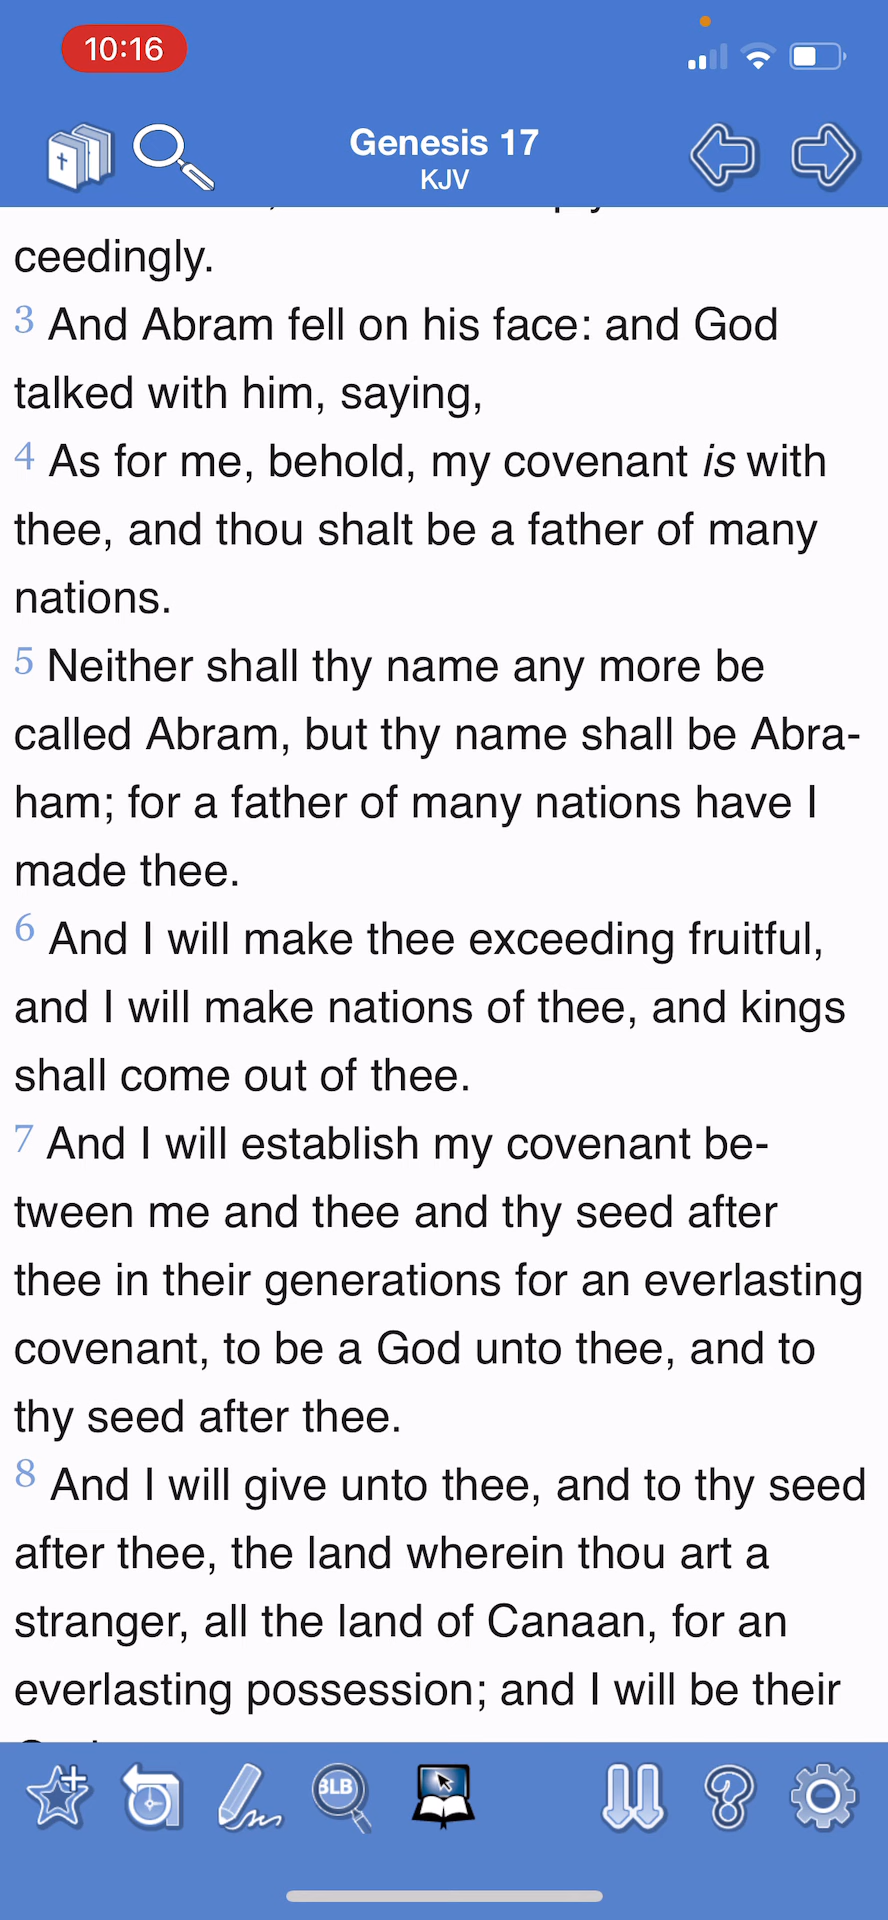 10:16
Genesis 17
KJV
ceedingly.
3 And Abram fell on his face: and God
talked with him, saying,
4 As for me, behold, my covenant is with
thee, and thou shalt be a father of many
nations.
5 Neither shall thy name any more be
called Abram, but thy name shall be Abra-
ham; for a father of many nations have I
made thee.
6 And I will make thee exceeding fruitful,
and I will make nations of thee, and kings
shall come out of thee.
7 And I will establish my covenant be-
tween me and thee and thy seed after
thee in their generations for an everlasting
covenant, to be a God unto thee, and to
thy seed after thee.
8 And I will give unto thee, and to thy seed
after thee, the land wherein thou art a
stranger, all the land of Canaan, for an
everlasting possession; and I will be their
BLB